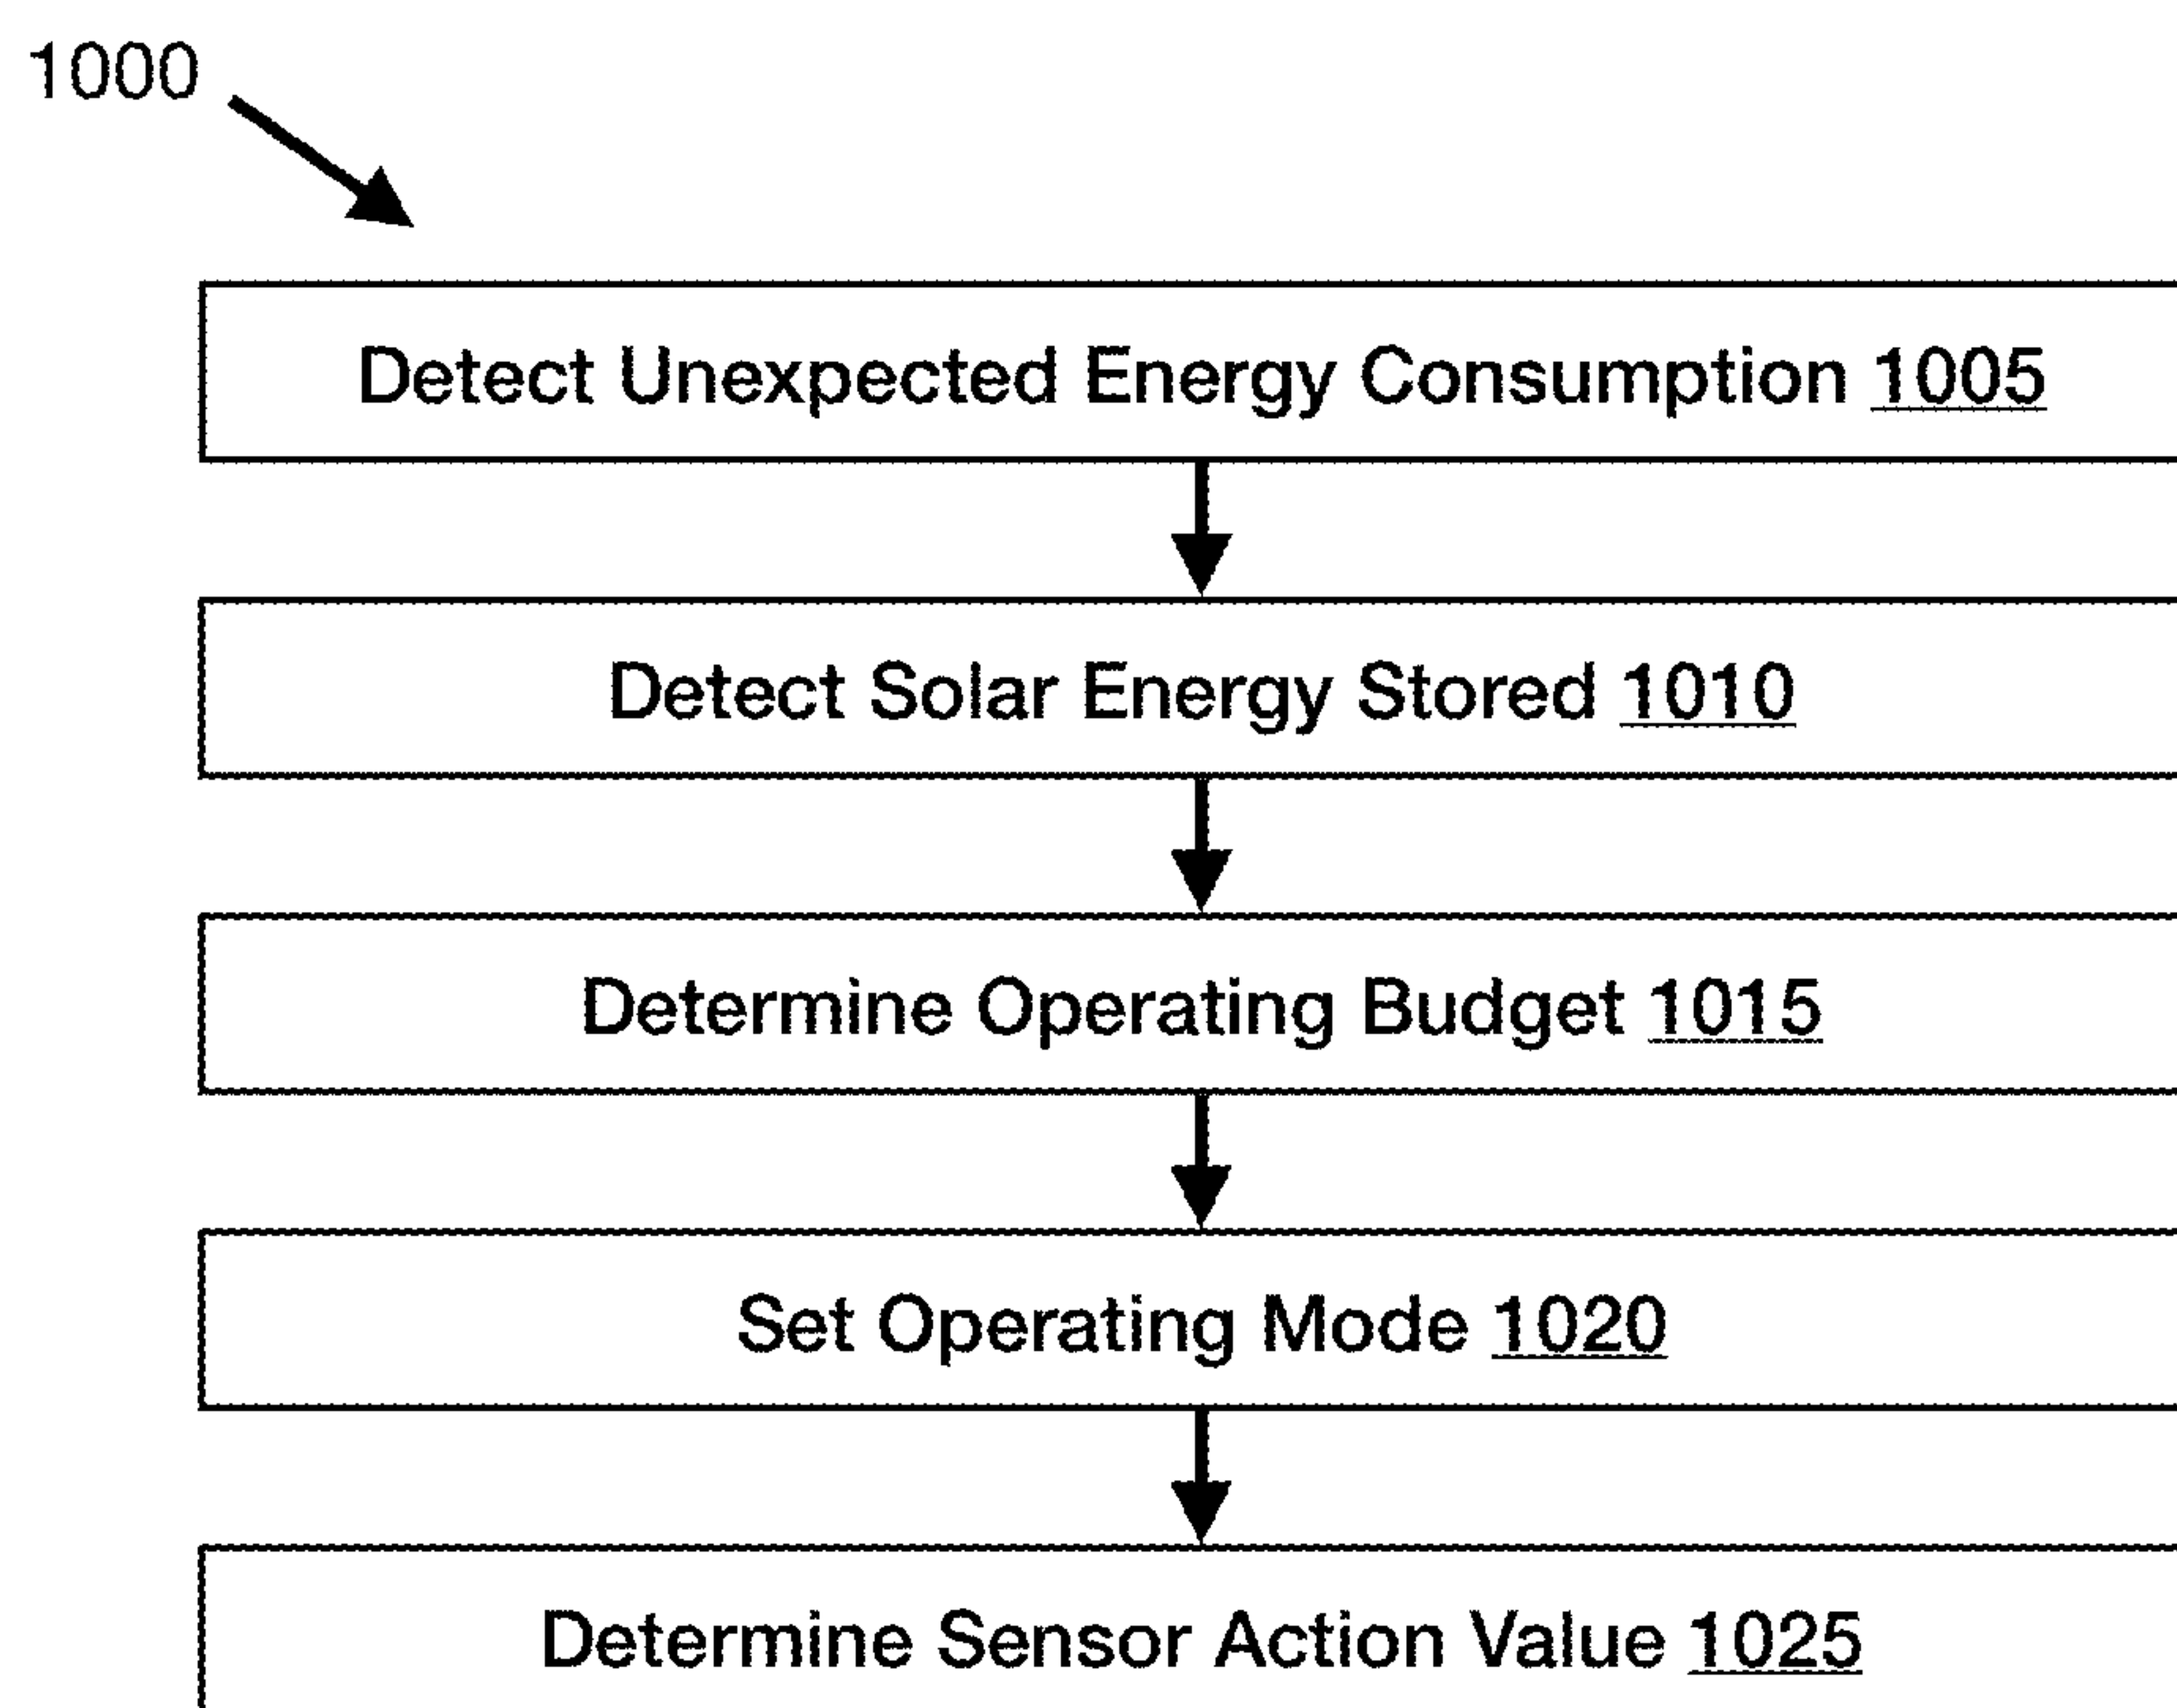 1000
Detect Unexpected Energy Consumption 1005
Detect Solar Energy Stored 1010
Determine Operating Budget 1015
Set Operating Mode 1020
Determine Sensor Action Value 1025